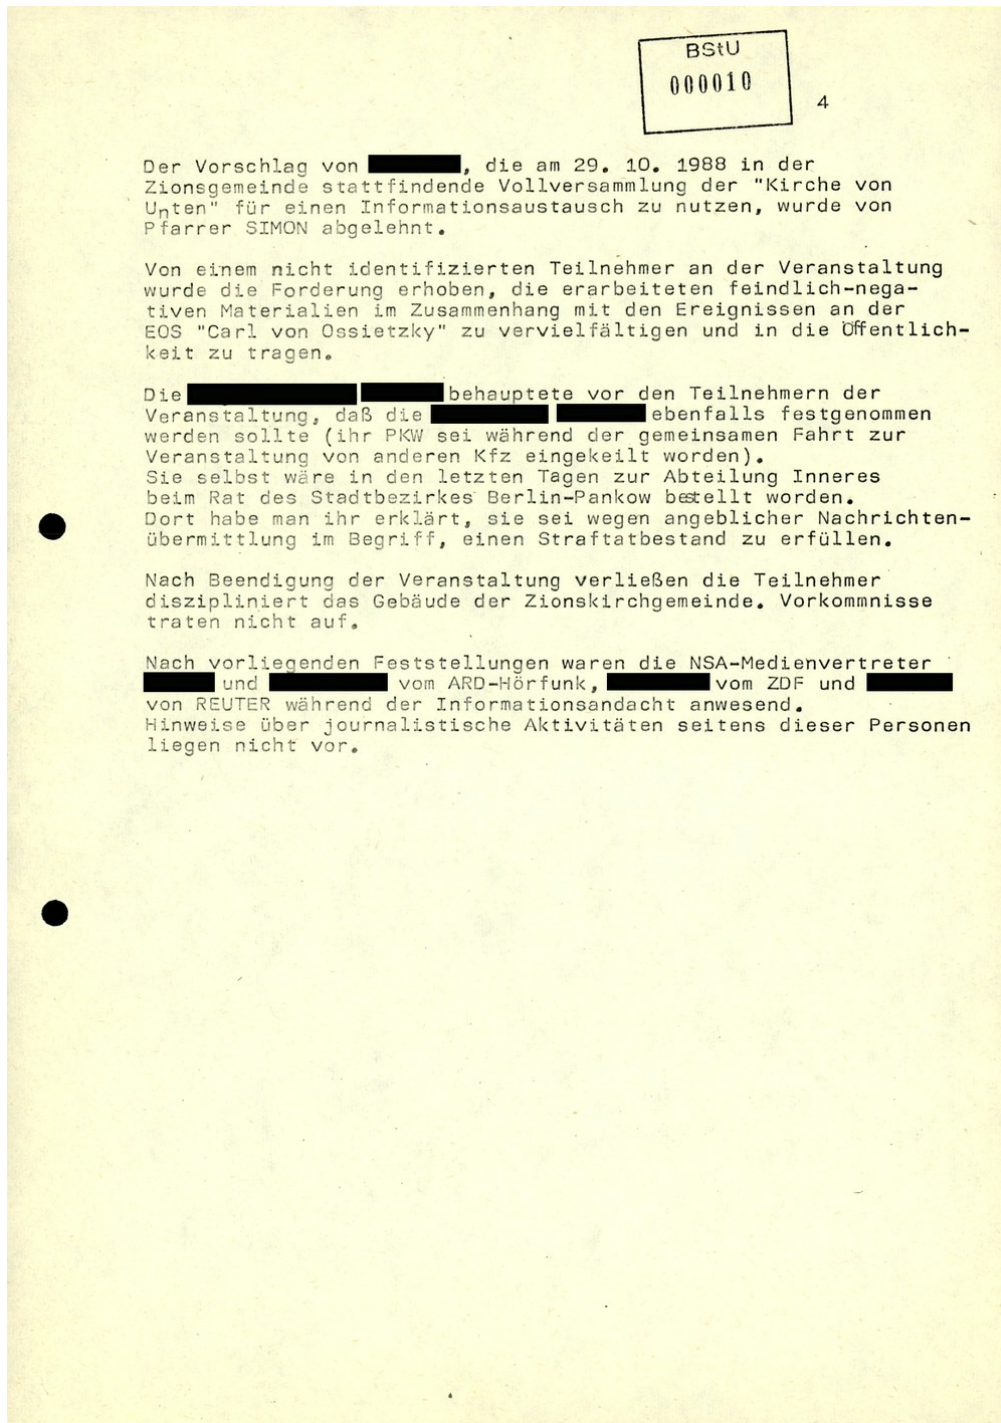 BStU
000010
4
Der Vorschlag von , die am 29. 10. 1988 in der
Zionsgemeinde stattfindende Vollversammlung der "Kirche von
Unten" für einen Informationsaustausch zu nutzen, wurde von
Pfarrer SIMON abgelehnt.
Von einem nicht identifizierten Teilnehmer an der Veranstaltung
wurde die Forderung erhoben, die erarbeiteten feindlich-nega-
tiven Materialien im Zusammenhang mit den Ereignissen an der
EOS "Carl von Ossietzky" zu vervielfältigen und in die Öffentlich-
keit zu tragen.
Die behauptete vor den Teilnehmern der
Veranstaltung, daß die ebenfalls festgenommen
werden sollte (ihr PKW sei während der gemeinsamen Fahrt zur
Veranstaltung von anderen Kfz eingekeilt worden).
Sie selbst wäre in den letzten Tagen zur Abteilung Inneres
beim Rat des Stadtbezirkes Berlin-Pankow bestellt worden.
Dort habe man ihr erklärt, sie sei wegen angeblicher Nachrichten-
übermittlung im Begriff, einen Straftatbestand zu erfüllen.
Nach Beendigung der Veranstaltung verließen die Teilnehmer
diszipliniert das Gebäude der Zionskirchgemeinde. Vorkommnisse
traten nicht auf.
Nach vorliegenden Feststellungen waren die NSA-Medienvertreter
und vom ARD-Hörfunk, vom ZDF und
von REUTER während der Informationsandacht anwesend.
Hinweise über journalistische Aktivitäten seitens dieser Personen
liegen nicht vor.